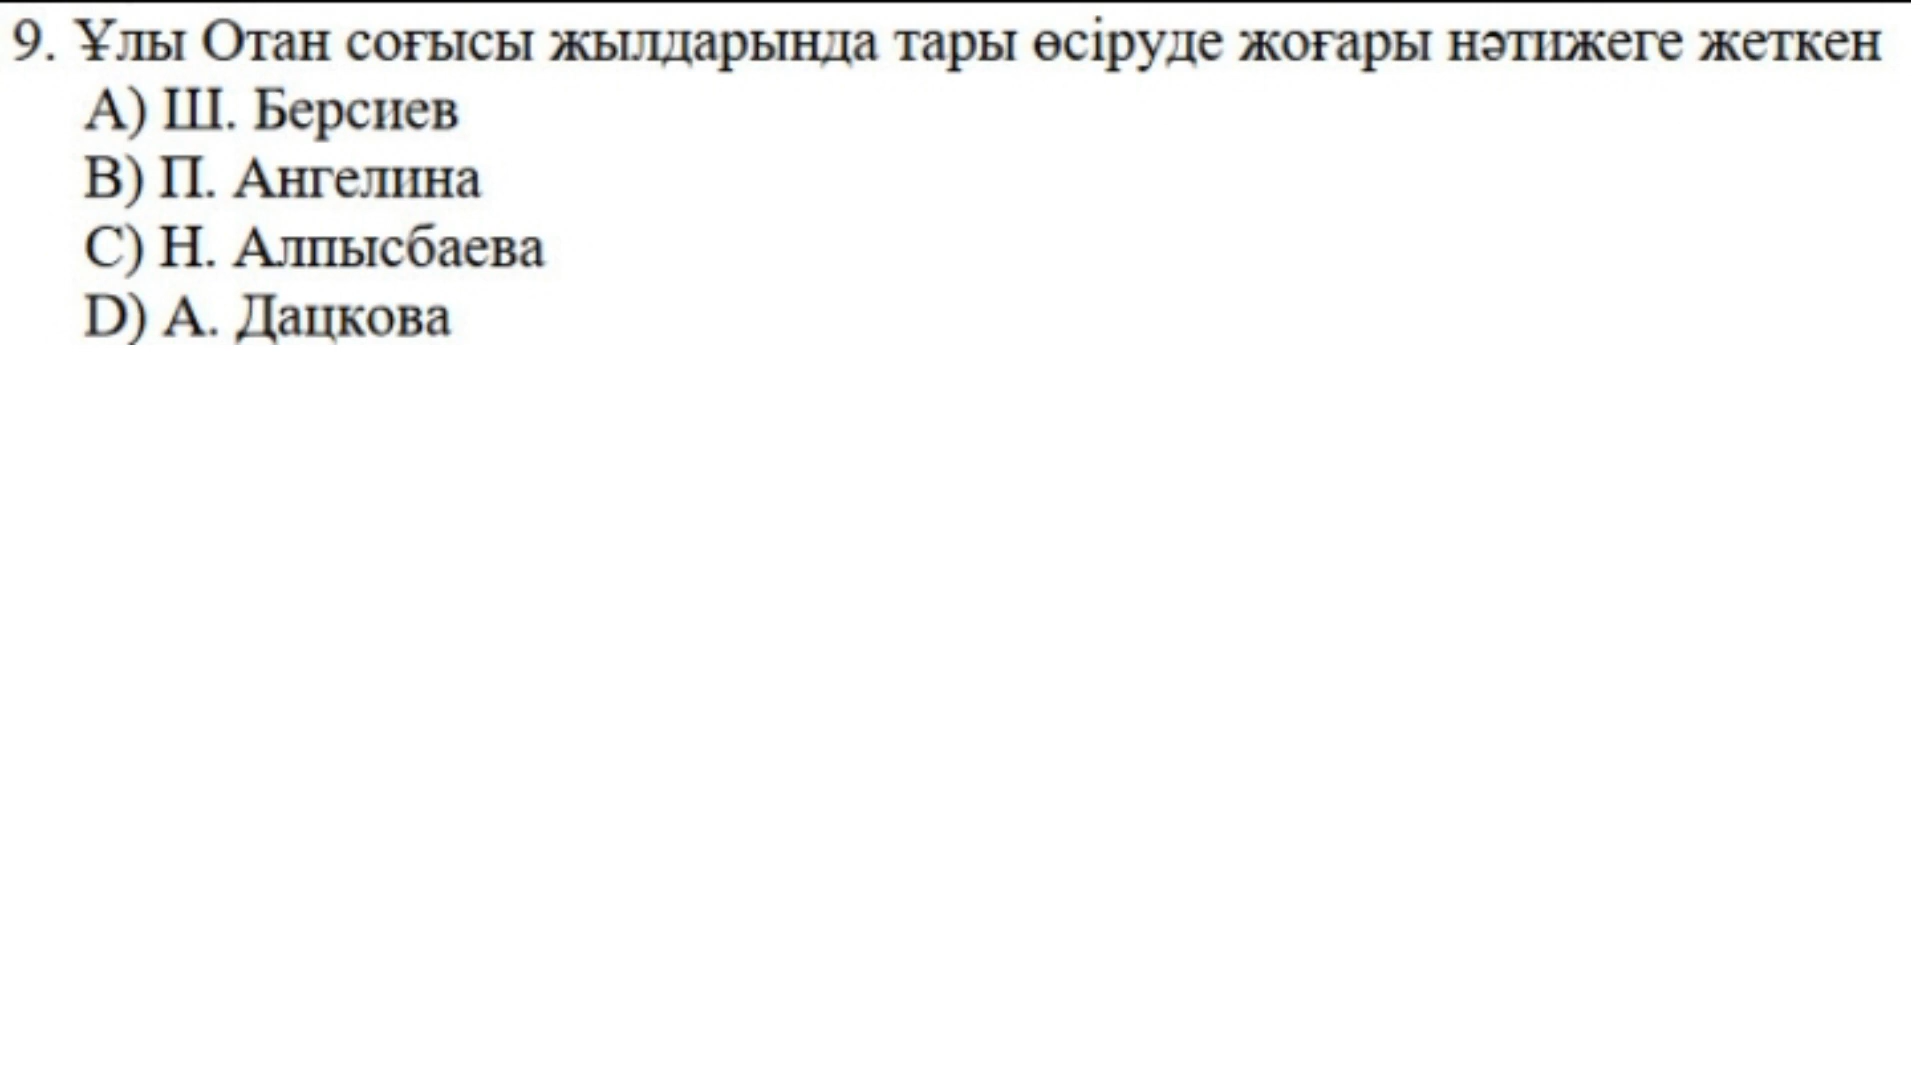 9. Ұлы Отан соғысы жылдарында тары өсіруде жоғары нәтижеге жеткен
A) Ш. Берсиев
B) П. Ангелина
C) Н. Алпысбаева
D) А. Дацкова